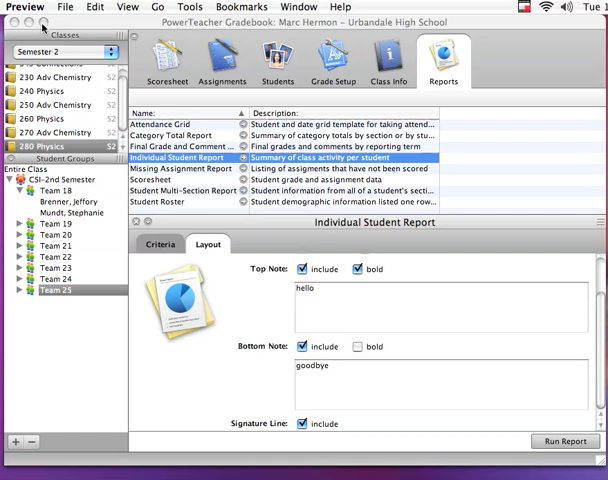 Preview File Edit View Go Tools Bookmarks Window Help Tue 1
PowerTeacher Gradebook: Marc Hermon - Urbandale High School
Classes
Semester 2
230 Adv Chemistry S2
240 Physics S2
250 Adv Chemistry S2
260 Physics S2
270 Adv Chemistry S2
280 Physics S2
Student Groups
Entire Class
CSI-2nd Semester
Team 18
Brenner, Jeffory
Mundt, Stephanie
Team 19
Team 20
Team 21
Team 22
Team 23
Team 24
Team 25
Scoresheet Assignments Students Grade Setup Class Info Reports
Name: Description:
Attendance Grid Student and date grid template for taking attend...
Category Total Report Summary of category totals by section or by stu...
Final Grades and Comment ... Final grades and comments by reporting term
Individual Student Report Summary of class activity per student
Missing Assignment Report Listing of assigments that have not been scored
Scoresheet Student grade and assignment data
Student Multi-Section Report Student information from all of a student's secti...
Student Roster Student demographic information listed one row...
Individual Student Report
Criteria Layout
Top Note: include bold
hello
Bottom Note: include bold
goodbye
Signature Line: include
Run Report